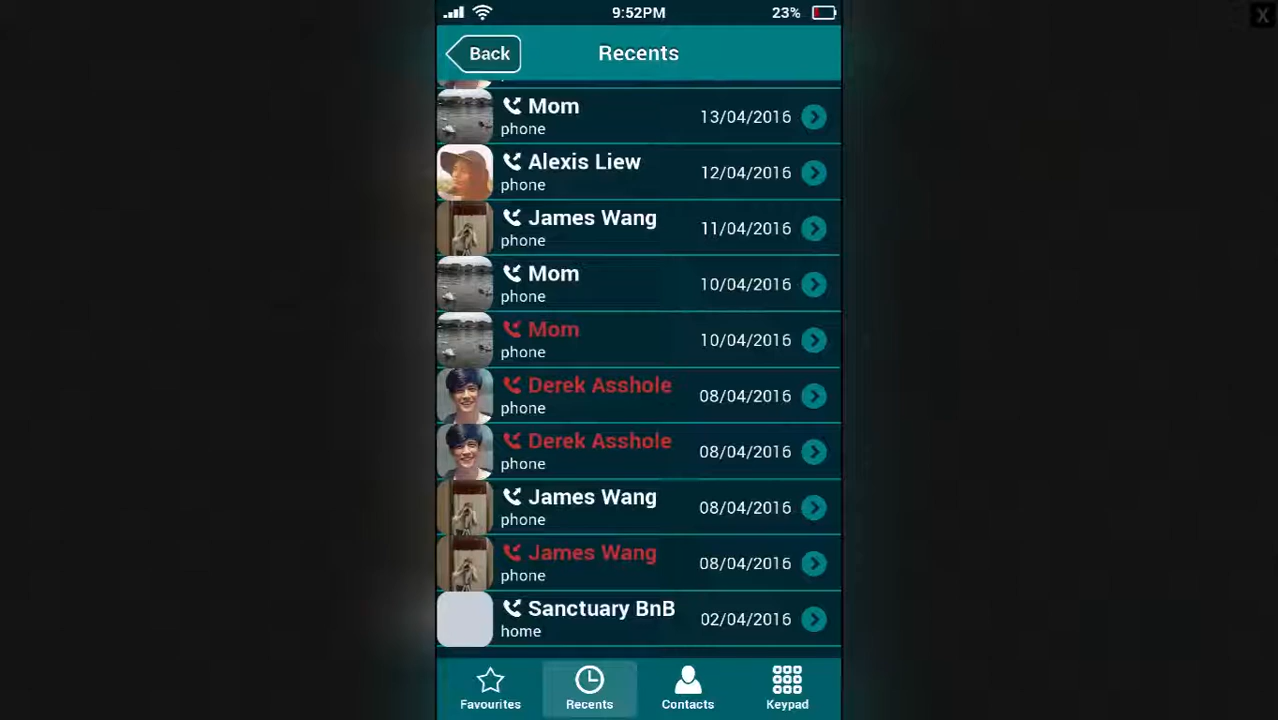 9:52PM 23%
X
Back Recents
Mom 13/04/2016
phone
Alexis Liew 12/04/2016
phone
James Wang 11/04/2016
phone
Mom 10/04/2016
phone
Mom 10/04/2016
phone
Derek Asshole 08/04/2016
phone
Derek Asshole 08/04/2016
phone
James Wang 08/04/2016
phone
James Wang 08/04/2016
phone
Sanctuary BnB 02/04/2016
home
Favourites Recents Contacts Keypad